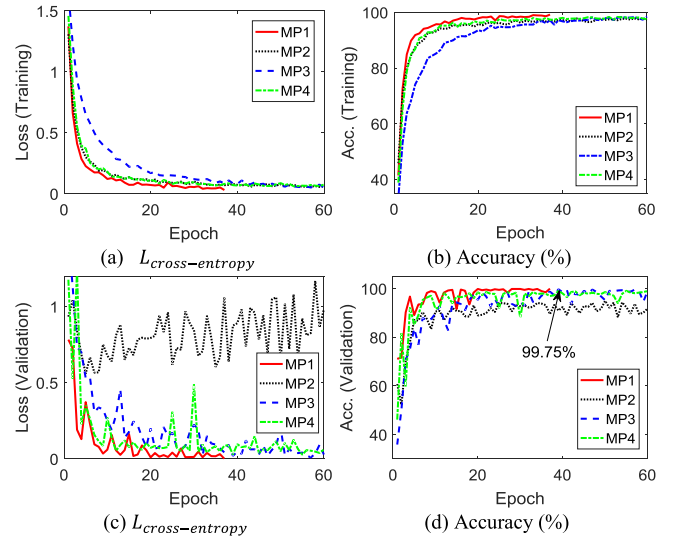 1.5
1
0.5
0
Loss (Training)
0 20 40 60
Epoch
MP1
MP2
MP3
MP4
100
80
60
40
Acc. (Training)
0 20 40 60
Epoch
MP1
MP2
MP3
MP4
(a) L_cross−entropy
(b) Accuracy (%)
1
0.5
0
Loss (Validation)
0 20 40 60
Epoch
MP1
MP2
MP3
MP4
100
80
60
40
Acc. (Validation)
0 20 40 60
Epoch
99.75%
MP1
MP2
MP3
MP4
(c) L_cross−entropy
(d) Accuracy (%)